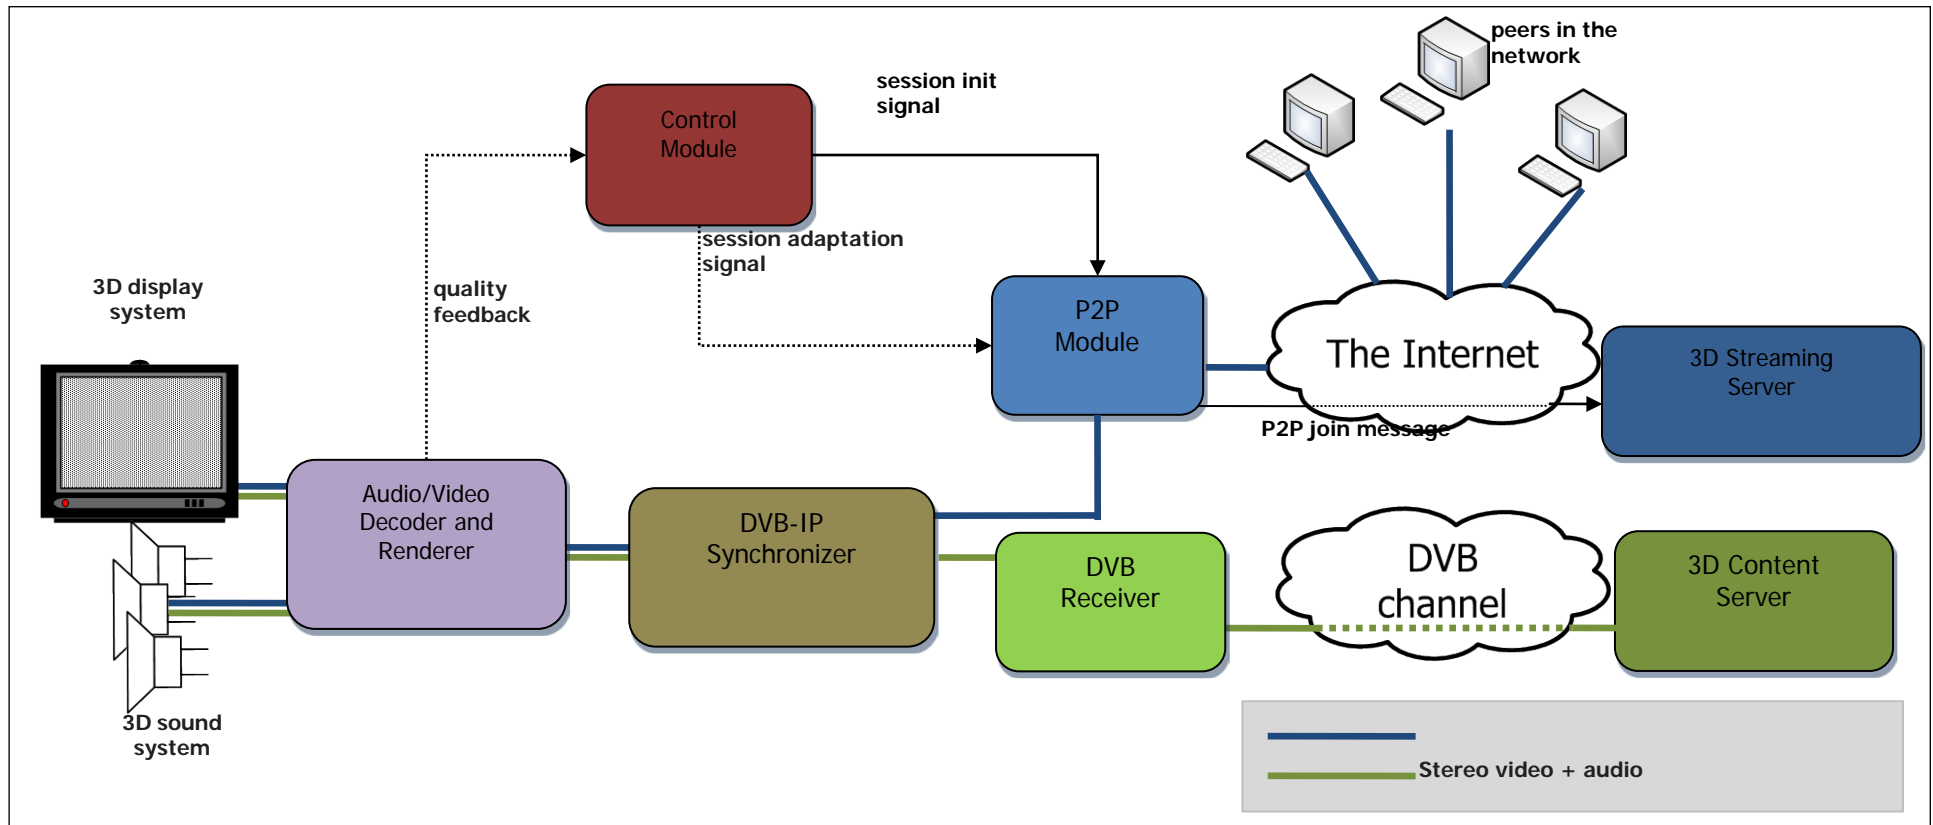 peers in the
network
session init
signal
Control
Module
session adaptation
signal
3D display
system
quality
feedback
P2P
Module
The Internet
3D Streaming
Server
P2P join message
Audio/Video
Decoder and
Renderer
DVB-IP
Synchronizer
DVB
Receiver
DVB
channel
3D Content
Server
3D sound
system
Stereo video + audio